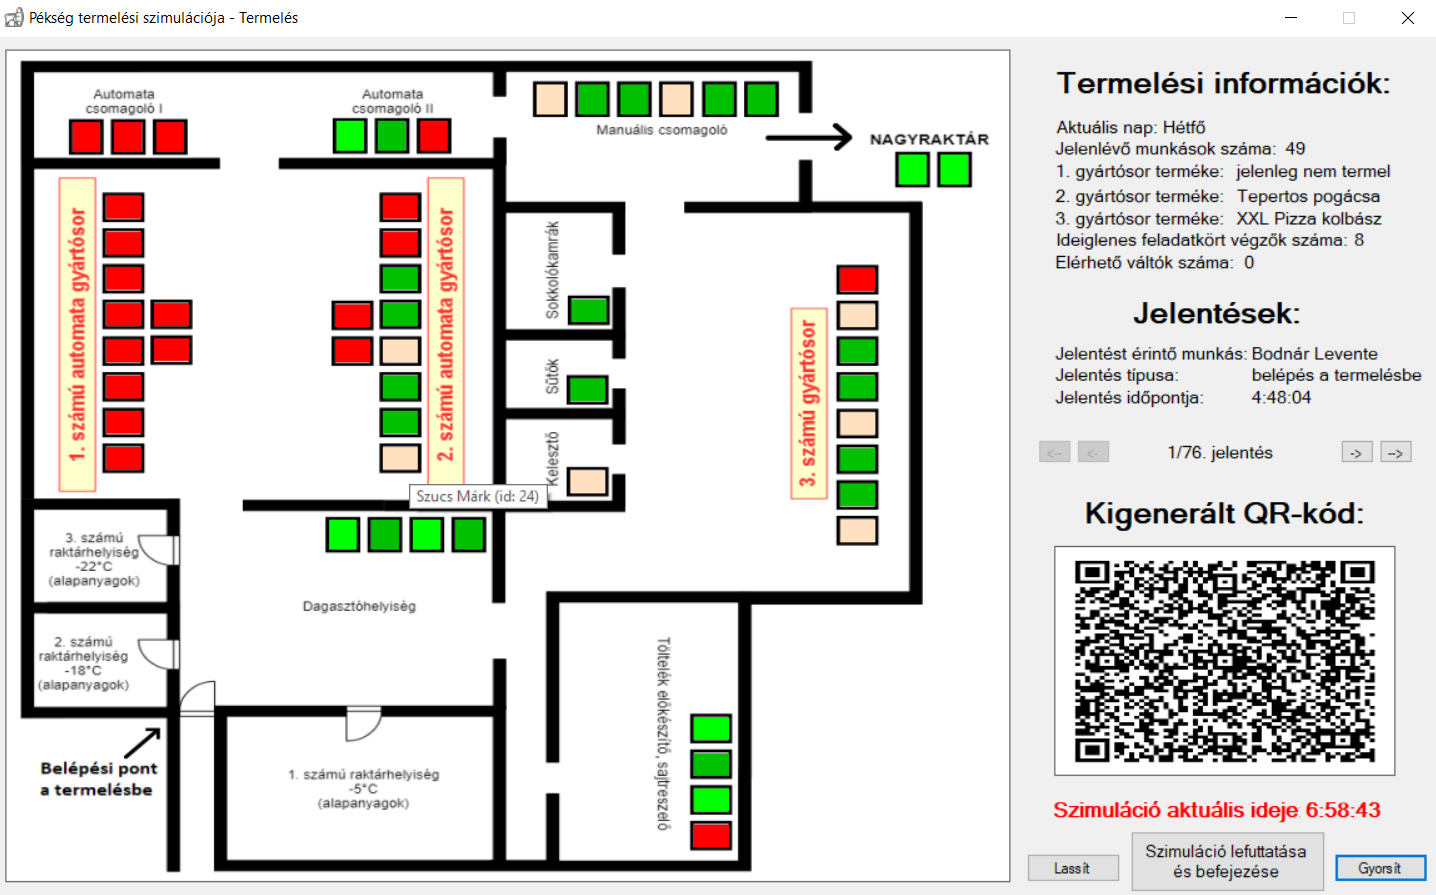 Pékség termelési szimulációja - Termelés
Automata
csomagoló I
Automata
csomagoló II
Manuális csomagoló
NAGYRAKTÁR
1. számú automata gyártósor
2. számú automata gyártósor
Sokkolókamrák
Sütők
Kelesztő
3. számú gyártósor
Szucs Márk (id: 24)
3. számú
raktárhelyiség
-22°C
(alapanyagok)
Dagasztóhelyiség
2. számú
raktárhelyiség
-18°C
(alapanyagok)
Töltelék előkészítő, sajtreszelő
Belépési pont
a termelésbe
1. számú raktárhelyiség
-5°C
(alapanyagok)
Termelési információk:
Aktuális nap: Hétfő
Jelenlévő munkások száma: 49
1. gyártósor terméke: jelenleg nem termel
2. gyártósor terméke: Tepertos pogácsa
3. gyártósor terméke: XXL Pizza kolbász
Ideiglenes feladatkört végzők száma: 8
Elérhető váltók száma: 0
Jelentések:
Jelentést érintő munkás: Bodnár Levente
Jelentés típusa: belépés a termelésbe
Jelentés időpontja: 4:48:04
<-- <- 1/76. jelentés -> -->
Kigenerált QR-kód:
Szimuláció aktuális ideje: 6:58:43
Lassít
Szimuláció lefuttatása
és befejezése
Gyorsít